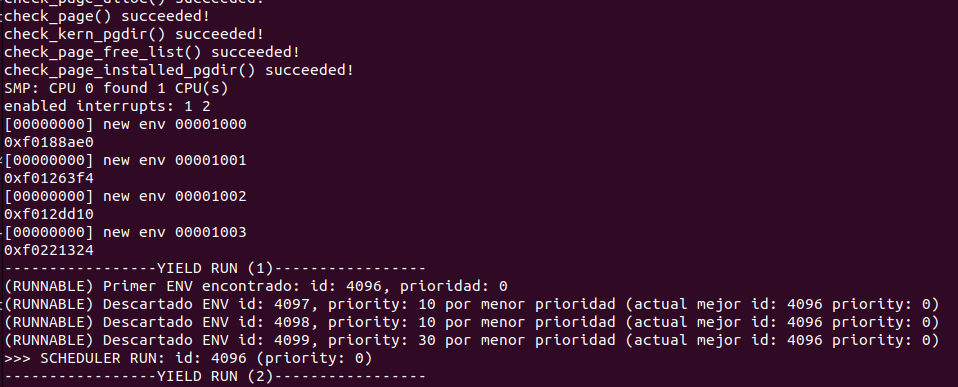 check_page_alloc() succeeded!
check_page() succeeded!
check_kern_pgdir() succeeded!
check_page_free_list() succeeded!
check_page_installed_pgdir() succeeded!
SMP: CPU 0 found 1 CPU(s)
enabled interrupts: 1 2
[00000000] new env 00001000
0xf0188ae0
[00000000] new env 00001001
0xf01263f4
[00000000] new env 00001002
0xf012dd10
[00000000] new env 00001003
0xf0221324
-----------------YIELD RUN (1)-----------------
(RUNNABLE) Primer ENV encontrado: id: 4096, prioridad: 0
(RUNNABLE) Descartado ENV id: 4097, priority: 10 por menor prioridad (actual mejor id: 4096 priority: 0)
(RUNNABLE) Descartado ENV id: 4098, priority: 10 por menor prioridad (actual mejor id: 4096 priority: 0)
(RUNNABLE) Descartado ENV id: 4099, priority: 30 por menor prioridad (actual mejor id: 4096 priority: 0)
>>> SCHEDULER RUN: id: 4096 (priority: 0)
-----------------YIELD RUN (2)-----------------